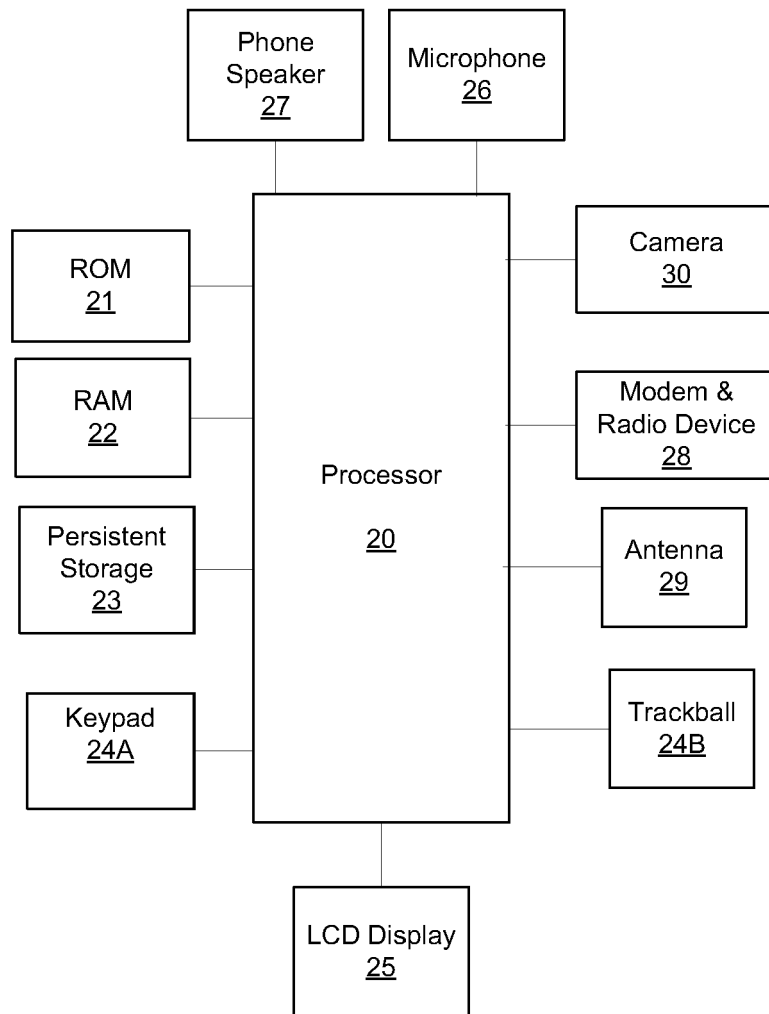 Phone
Speaker
27
Microphone
26
ROM
21
Camera
30
RAM
22
Modem &
Radio Device
28
Processor
20
Persistent
Storage
23
Antenna
29
Keypad
24A
Trackball
24B
LCD Display
25